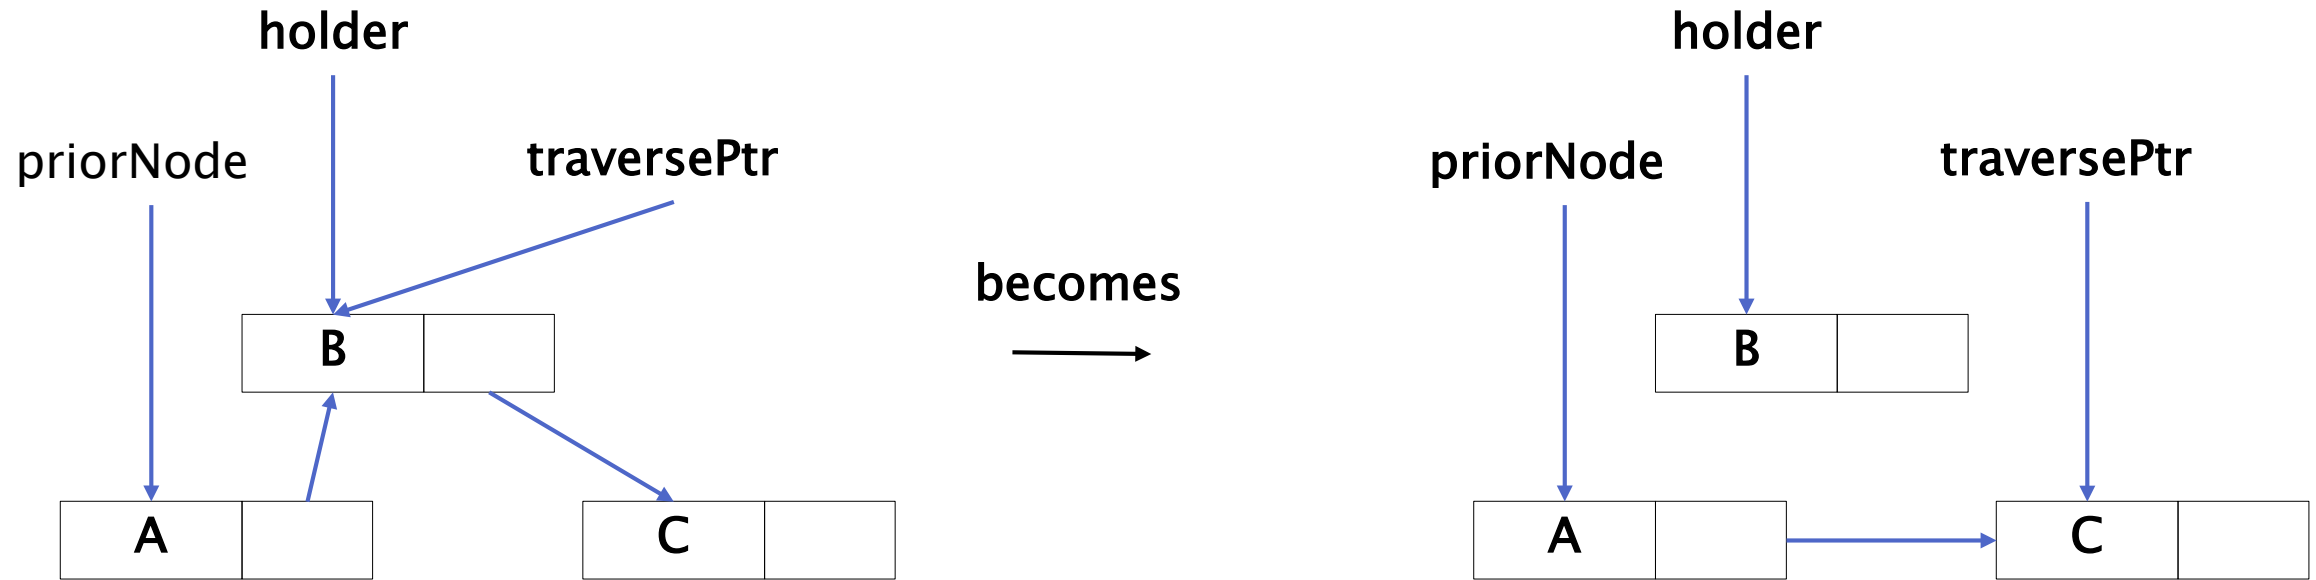 holder
priorNode
traversePtr
B
A
C
becomes
holder
priorNode
traversePtr
B
A
C